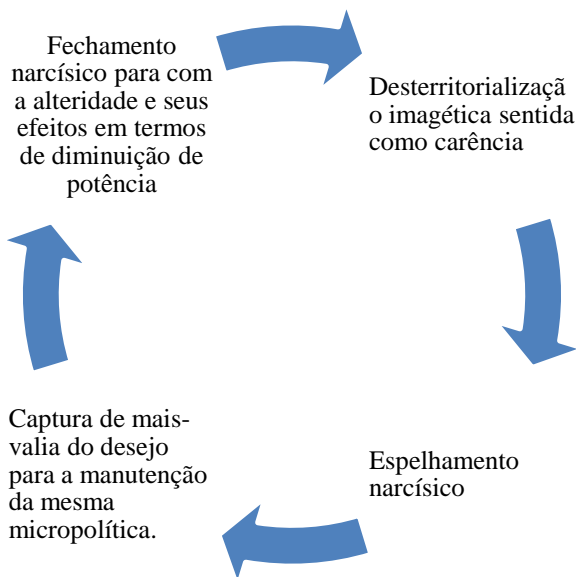 Fechamento
narcísico para com
a alteridade e seus
efeitos em termos
de diminuição de
potência
Desterritorializaçã
o imagética sentida
como carência
Espelhamento
narcísico
Captura de mais-
valia do desejo
para a manutenção
da mesma
micropolítica.